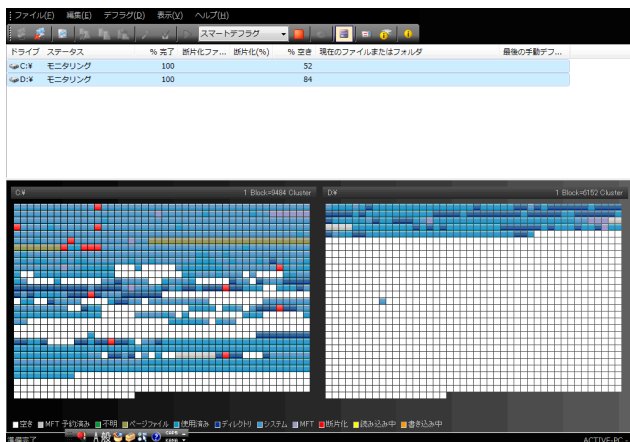 ファイル(F) 編集(E) デフラグ(D) 表示(V) ヘルプ(H)
スマートデフラグ
ドライブ ステータス % 完了 断片化ファ... 断片化(%) % 空き 現在のファイルまたはフォルダ 最後の手動デフ...
C:¥ モニタリング 100 52
D:¥ モニタリング 100 84
C:¥ 1 Block=9484 Cluster
D:¥ 1 Block=6152 Cluster
空き MFT 予約済み 不明 ページファイル 使用済み ディレクトリ システム MFT 断片化 読み込み中 書き込み中
準備完了 A 般 CAPS KANA ACTIVE-PC